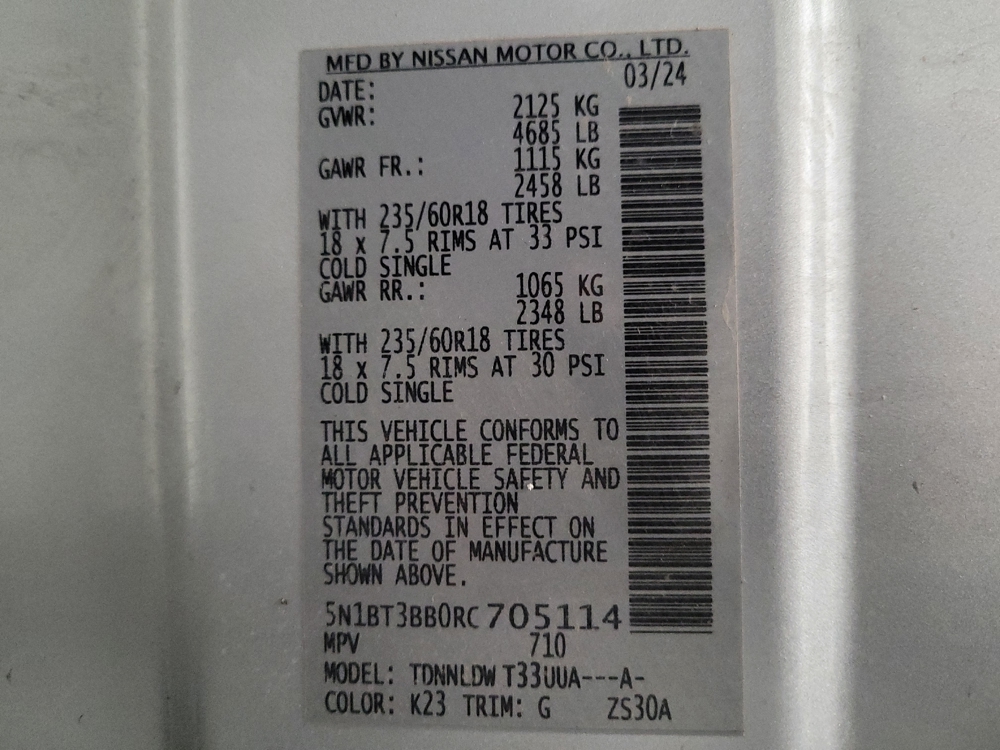 MFD BY NISSAN MOTOR CO., LTD.
DATE: 03/24
GVWR: 2125 KG
4685 LB
GAWR FR.: 1115 KG
2458 LB
WITH 235/60R18 TIRES
18 x 7.5 RIMS AT 33 PSI
COLD SINGLE
GAWR RR.: 1065 KG
2348 LB
WITH 235/60R18 TIRES
18 x 7.5 RIMS AT 30 PSI
COLD SINGLE
THIS VEHICLE CONFORMS TO
ALL APPLICABLE FEDERAL
MOTOR VEHICLE SAFETY AND
THEFT PREVENTION
STANDARDS IN EFFECT ON
THE DATE OF MANUFACTURE
SHOWN ABOVE.
5N1BT3BB0RC 705114
MPV 710
MODEL: TDNNLDW T33UUA---A-
COLOR: K23 TRIM: G ZS30A